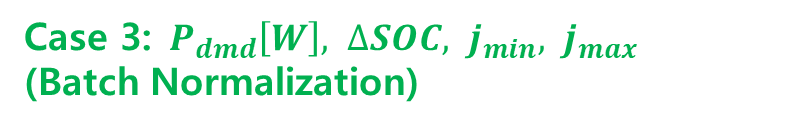 Case 3: P_dmd[W], ΔSOC, j_min, j_max
(Batch Normalization)